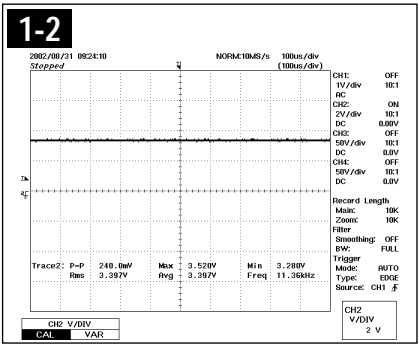 1-2
2002/08/31 09:24:10 NORM:10MS/s 100us/div
Stopped (100us/div)
CH1: OFF
1V/div 10:1
AC
CH2: ON
2V/div 10:1
DC 0.00V
CH3: OFF
50V/div 10:1
DC 0.0V
CH4: OFF
50V/div 10:1
DC 0.0V
Record Length
Main: 10K
Zoom: 10K
Filter
Smoothing: OFF
BW: FULL
Trigger
Mode: AUTO
Type: EDGE
Source: CH1
Trace2: P-P 240.0mV Max 3.520V Min 3.280V
Rms 3.397V Avg 3.397V Freq 11.36kHz
CH2 V/DIV
CAL VAR
CH2
V/DIV
2 V